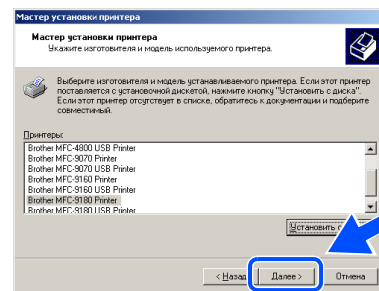 Мастер установки принтера
Мастер установки принтера
Укажите изготовителя и модель используемого принтера.
Выберите изготовителя и модель устанавливаемого принтера. Если этот принтер
поставляется с установочной дискетой, нажмите кнопку "Установить с диска".
Если этот принтер отсутствует в списке, обратитесь к документации и подберите
совместимый.
Принтеры:
Brother MFC-4800 USB Printer
Brother MFC-9070 Printer
Brother MFC-9070 USB Printer
Brother MFC-9160 Printer
Brother MFC-9160 USB Printer
Brother MFC-9180 Printer
Brother MFC-9180 USB Printer
Установить с
< Назад
Далее >
Отмена